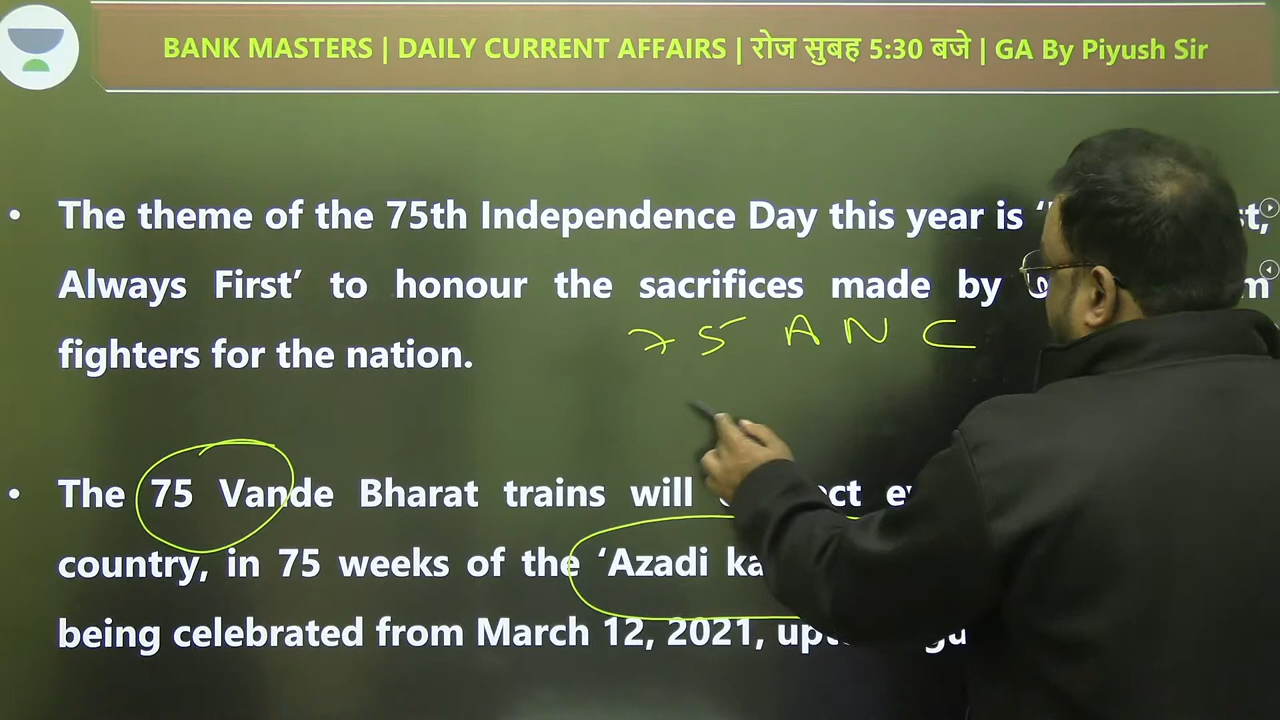 BANK MASTERS | DAILY CURRENT AFFAIRS | रोज सुबह 5:30 बजे | GA By Piyush Sir
• The theme of the 75th Independence Day this year is ‘
Always First’ to honour the sacrifices made by
fighters for the nation.
75 ANC
• The 75 Vande Bharat trains will
country, in 75 weeks of the ‘Azadi
being celebrated from March 12, 2021,